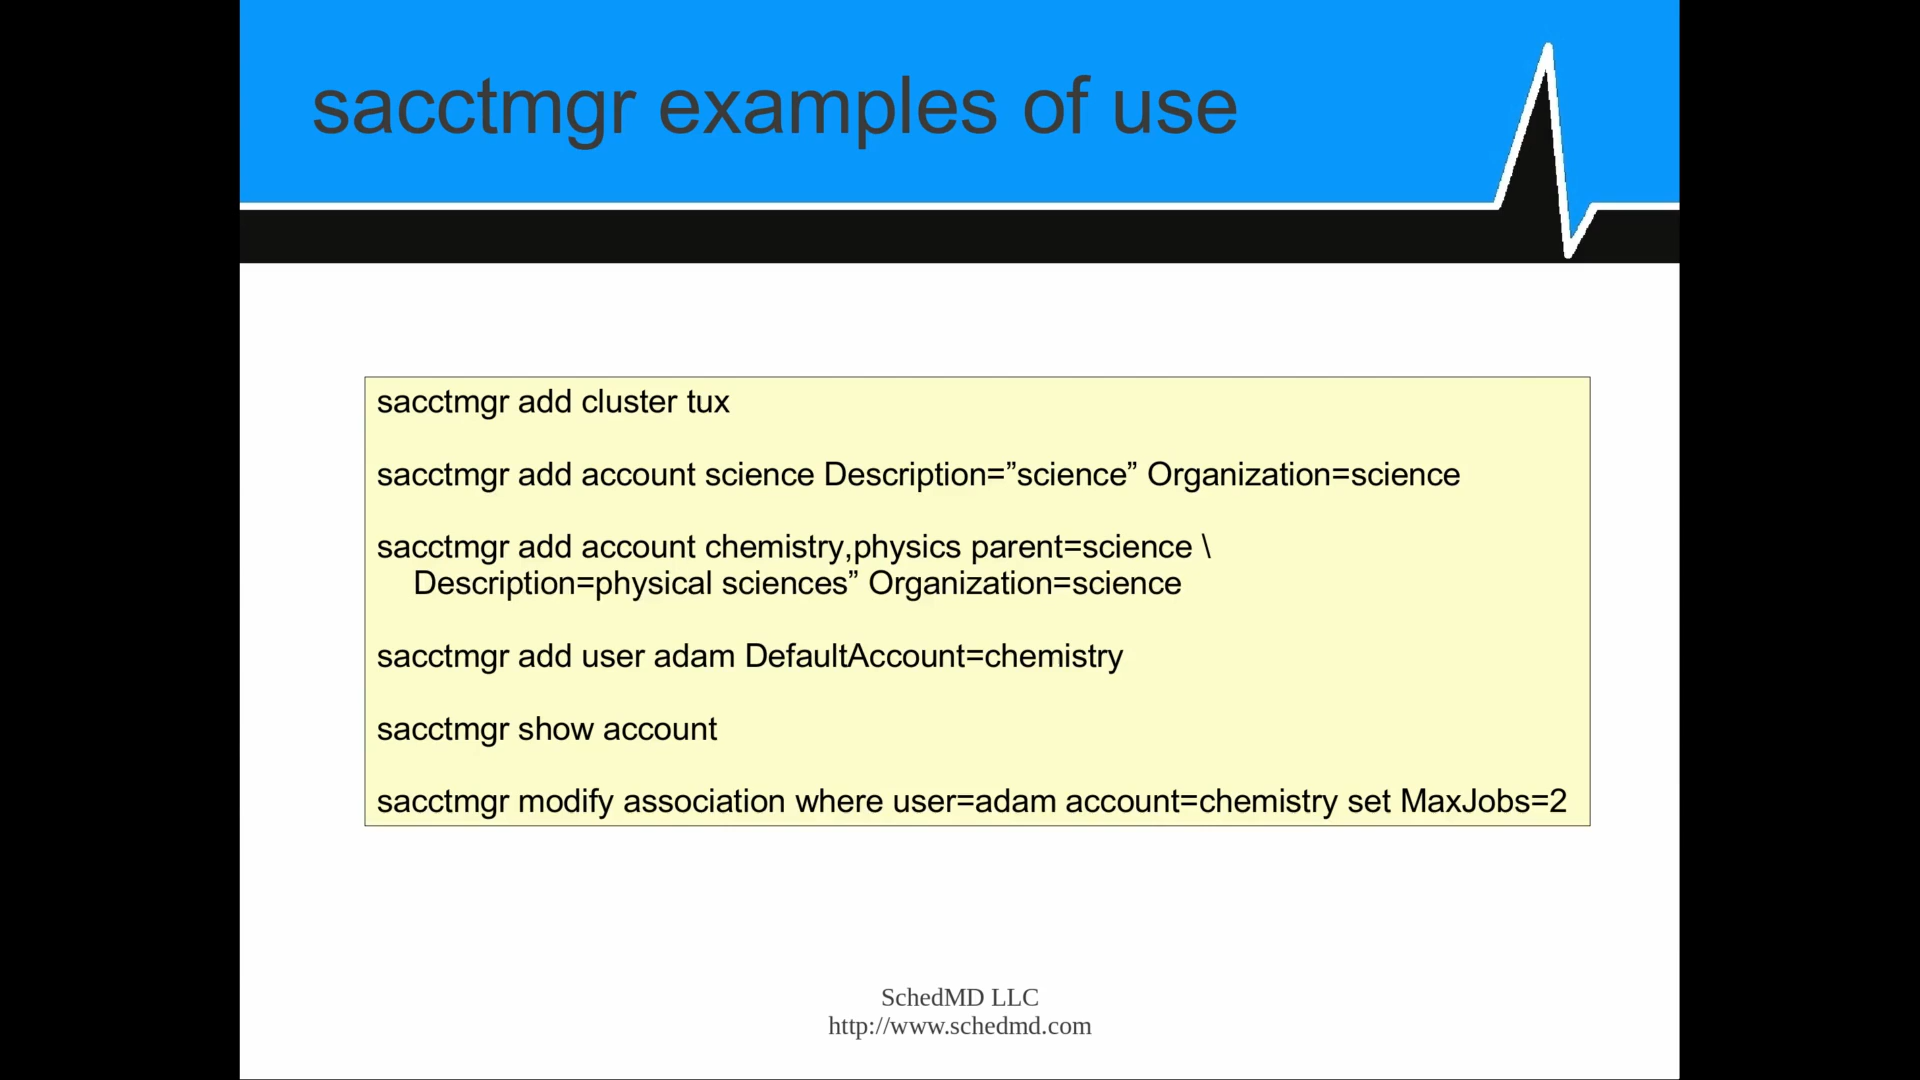 sacctmgr examples of use
sacctmgr add cluster tux
sacctmgr add account science Description=”science” Organization=science
sacctmgr add account chemistry,physics parent=science \
Description=physical sciences” Organization=science
sacctmgr add user adam DefaultAccount=chemistry
sacctmgr show account
sacctmgr modify association where user=adam account=chemistry set MaxJobs=2
SchedMD LLC
http://www.schedmd.com